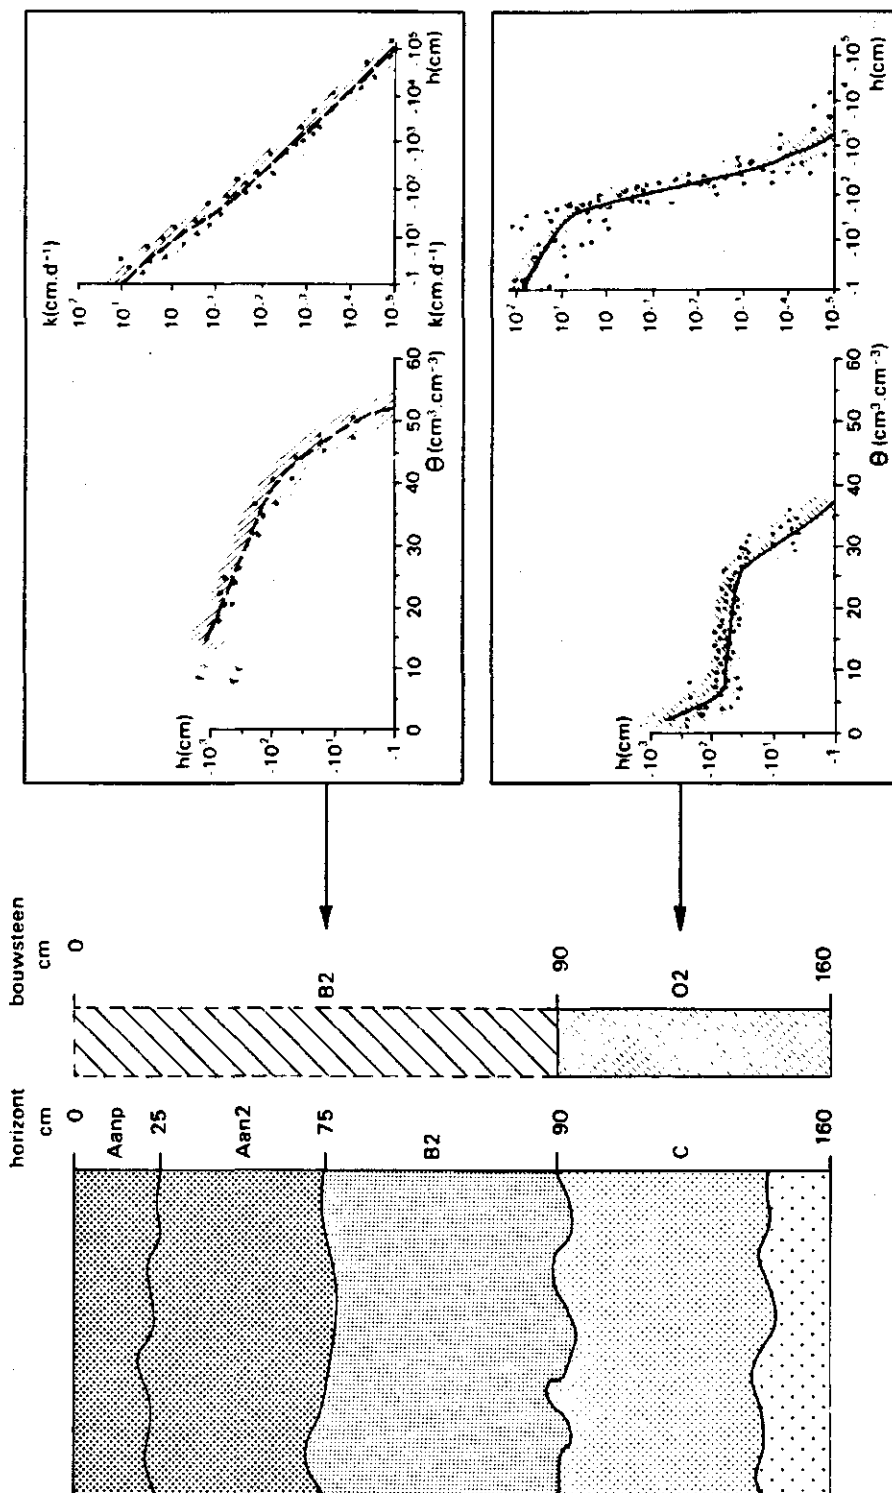 horizont
cm
0
Aanp
25
Aan2
75
B2
90
C
160
bouwsteen
cm
0
B2
90
O2
160
h(cm)
-10³
-10²
-10¹
-1
0 10 20 30 40 50 60
Θ (cm³.cm⁻³)
k(cm.d⁻¹)
10²
10¹
10
10⁻¹
10⁻²
10⁻³
10⁻⁴
10⁻⁵
-1 -10¹ -10² -10³ -10⁴ -10⁵
h(cm)
h(cm)
-10³
-10²
-10¹
-1
0 10 20 30 40 50 60
Θ (cm³.cm⁻³)
k(cm.d⁻¹)
10²
10¹
10
10⁻¹
10⁻²
10⁻³
10⁻⁴
10⁻⁵
-1 -10¹ -10² -10³ -10⁴ -10⁵
h(cm)